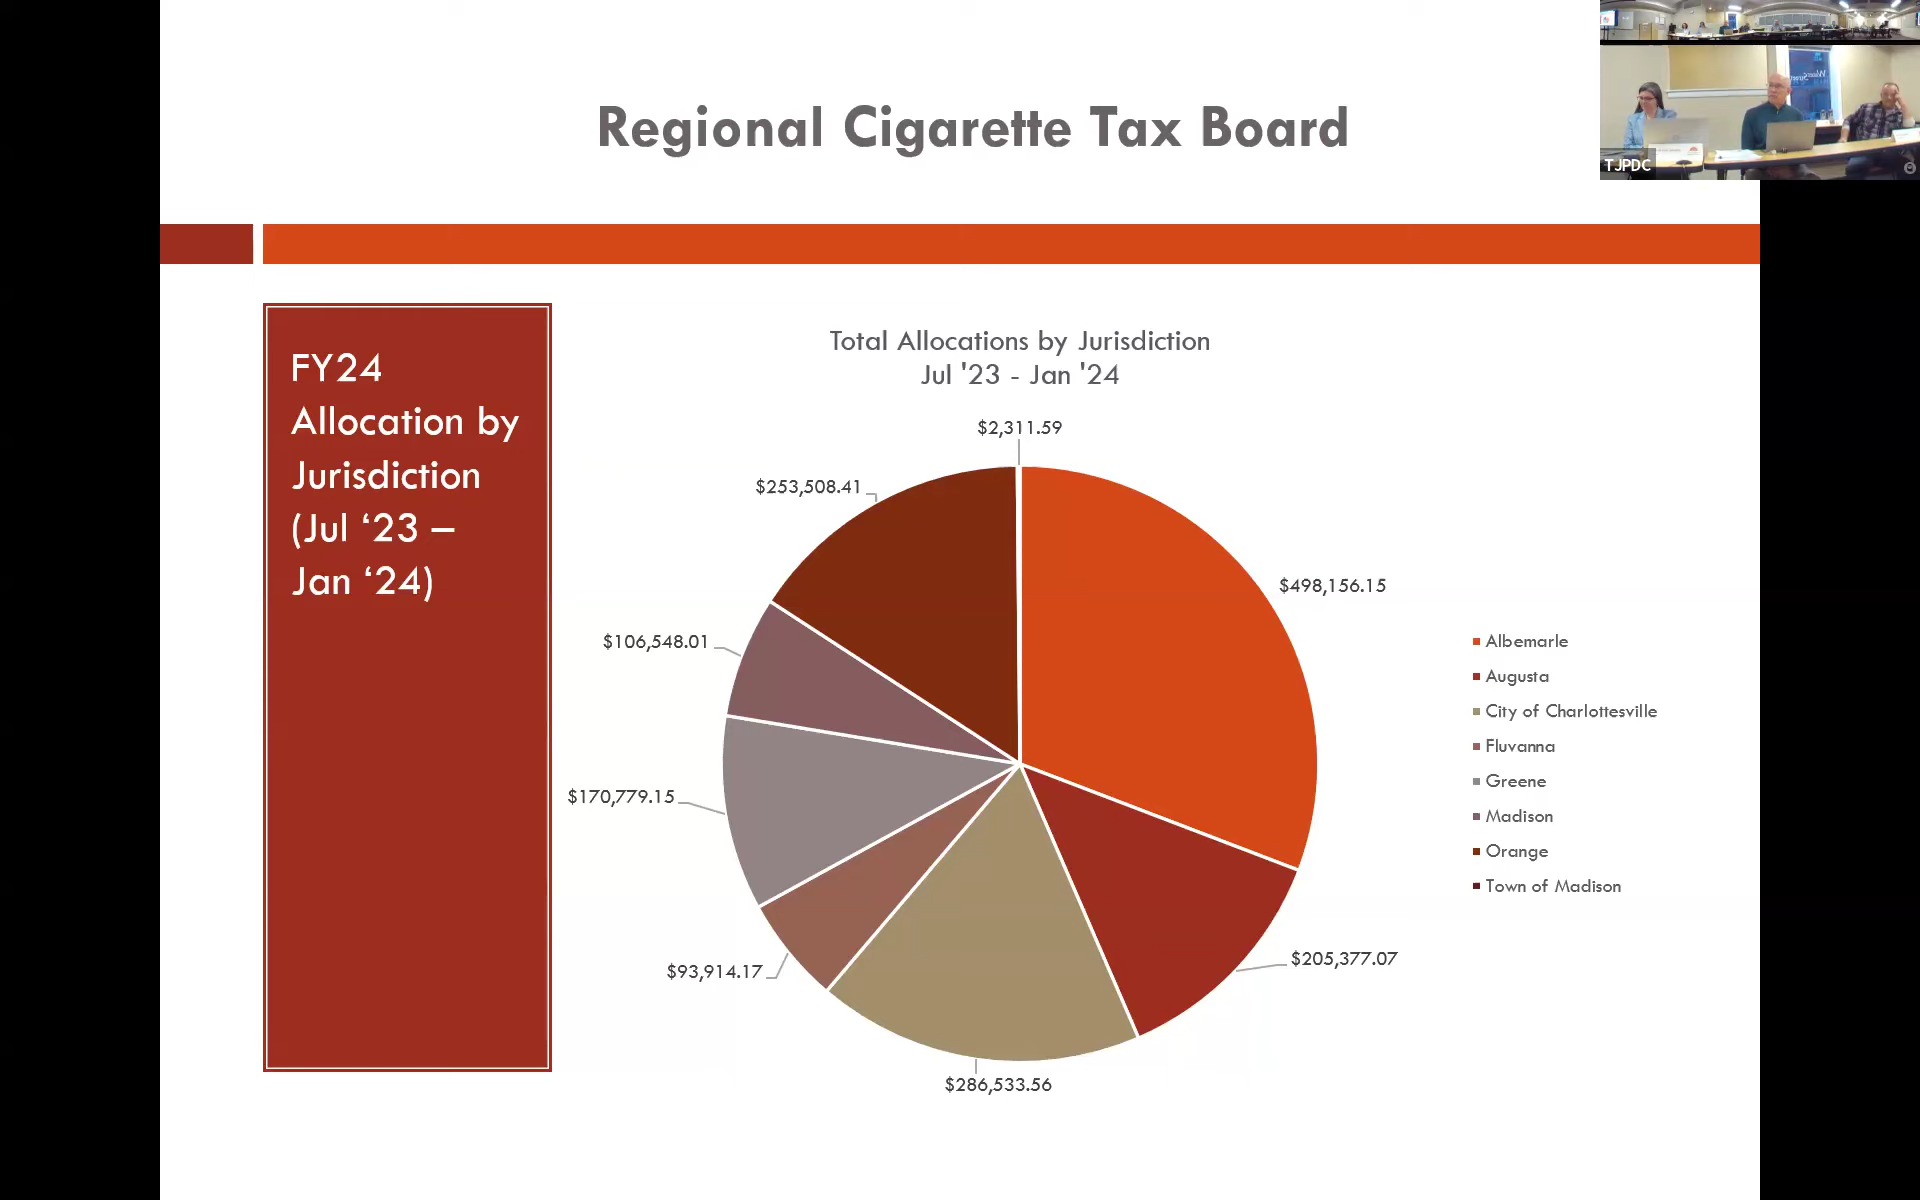 Regional Cigarette Tax Board
TJPDC
FY24
Allocation by
Jurisdiction
(Jul ‘23 –
Jan ‘24)
Total Allocations by Jurisdiction
Jul '23 - Jan '24
$2,311.59
$253,508.41
$498,156.15
$106,548.01
$170,779.15
$93,914.17
$205,377.07
$286,533.56
Albemarle
Augusta
City of Charlottesville
Fluvanna
Greene
Madison
Orange
Town of Madison